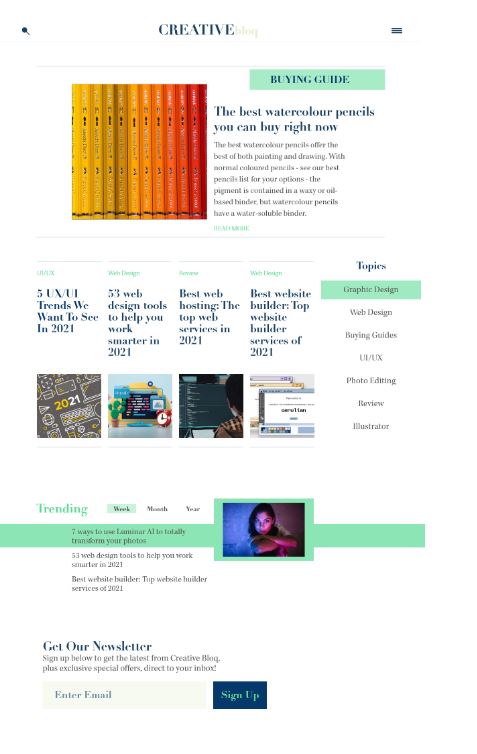 CREATIVEbloq
BUYING GUIDE
The best watercolour pencils
you can buy right now
The best watercolour pencils offer the
best of both painting and drawing. With
normal coloured pencils - see our best
pencils list for your options - the
pigment is contained in a waxy or oil-
based binder, but watercolour pencils
have a water-soluble binder.
READ MORE
UI/UX
5 UX/UI
Trends We
Want To See
In 2021
2021
Web Design
53 web
design tools
to help you
work
smarter in
2021
Review
Best web
hosting: The
top web
services in
2021
Web Design
Best website
builder: Top
website
builder
services of
2021
cerulian
Topics
Graphic Design
Web Design
Buying Guides
UI/UX
Photo Editing
Review
Illustrator
Trending
Week Month Year
7 ways to use Luminar AI to totally
transform your photos
53 web design tools to help you work
smarter in 2021
Best website builder: Top website builder
services of 2021
Get Our Newsletter
Sign up below to get the latest from Creative Bloq,
plus exclusive special offers, direct to your inbox!
Enter Email
Sign Up